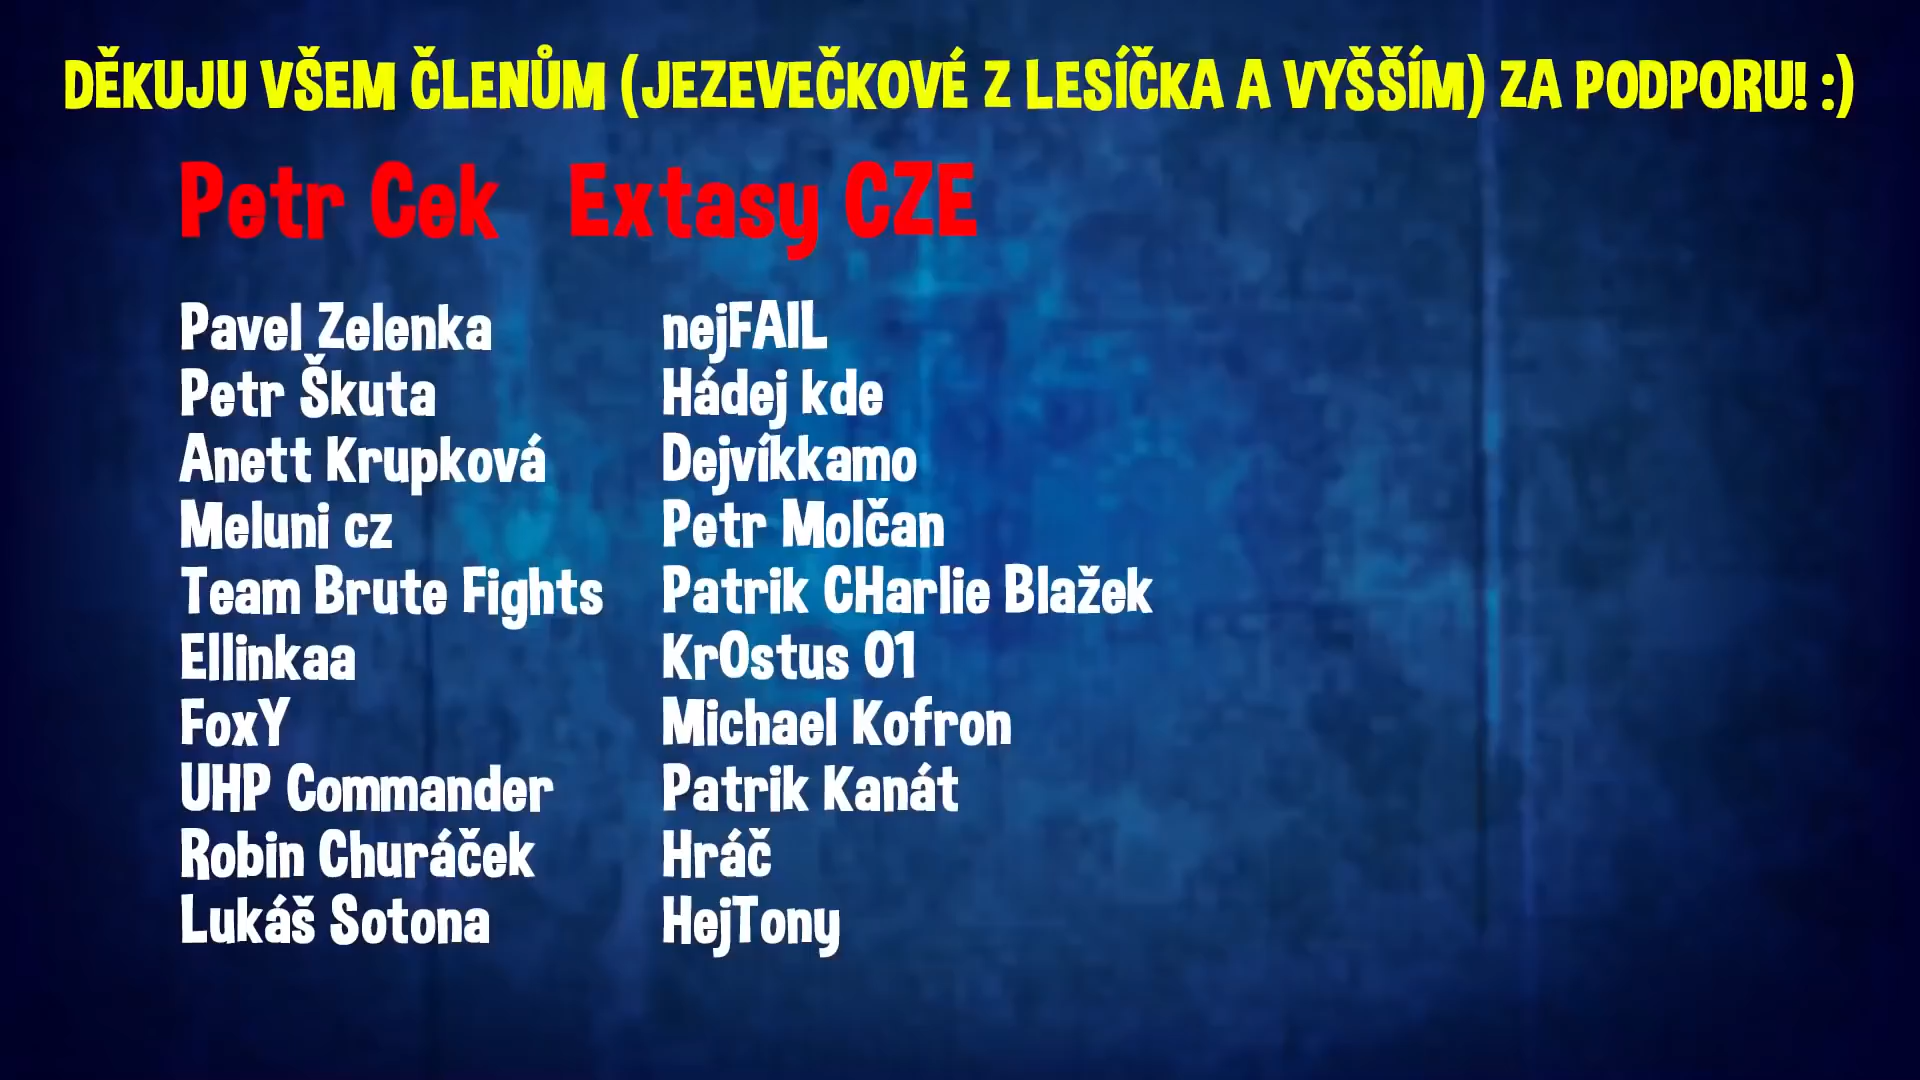 DĚKUJU VŠEM ČLENŮM (JEZEVEČKOVÉ Z LESÍČKA A VYŠŠÍM) ZA PODPORU! :)
Petr Cek Extasy CZE
Pavel Zelenka
Petr Škuta
Anett Krupková
Meluni cz
Team Brute Fights
Ellinkaa
FoxY
UHP Commander
Robin Churáček
Lukáš Sotona
nejFAIL
Hádej kde
Dejvíkkamo
Petr Molčan
Patrik CHarlie Blažek
Kr0stus 01
Michael Kofron
Patrik Kanát
Hráč
HejTony